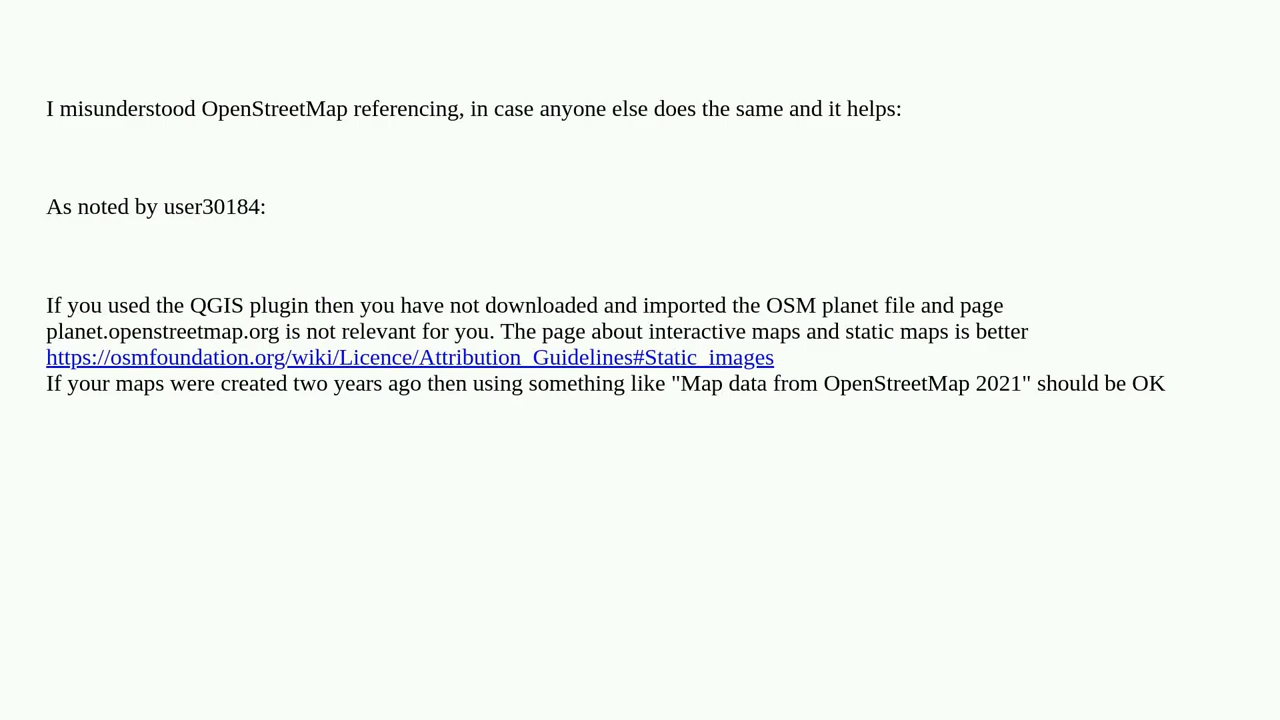 I misunderstood OpenStreetMap referencing, in case anyone else does the same and it helps:
As noted by user30184:
If you used the QGIS plugin then you have not downloaded and imported the OSM planet file and page
planet.openstreetmap.org is not relevant for you. The page about interactive maps and static maps is better
https://osmfoundation.org/wiki/Licence/Attribution_Guidelines#Static_images
If your maps were created two years ago then using something like "Map data from OpenStreetMap 2021" should be OK